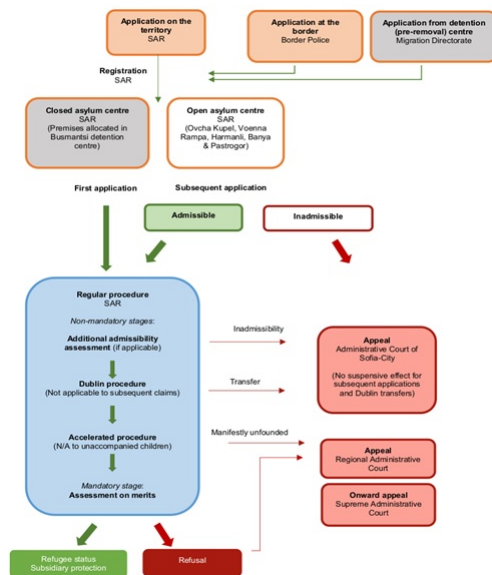 Application on the
territory
SAR
Application at the
border
Border Police
Application from detention
(pre-removal) centre
Migration Directorate
Registration
SAR
Closed asylum centre
SAR
(Premises allocated in
Busmantsi detention
centre)
Open asylum centre
SAR
(Ovcha Kupel, Voenna
Rampa, Harmanli, Banya
& Pastrogor)
First application
Subsequent application
Admissible
Inadmissible
Regular procedure
SAR
Non-mandatory stages:
Additional admissibility
assessment (if applicable)
Dublin procedure
(Not applicable to subsequent claims)
Accelerated procedure
(N/A to unaccompanied children)
Mandatory stage:
Assessment on merits
Inadmissibility
Transfer
Manifestly unfounded
Appeal
Administrative Court of
Sofia-City
(No suspensive effect for
subsequent applications
and Dublin transfers)
Appeal
Regional Administrative
Court
Onward appeal
Supreme Administrative
Court
Refugee status
Subsidiary protection
Refusal